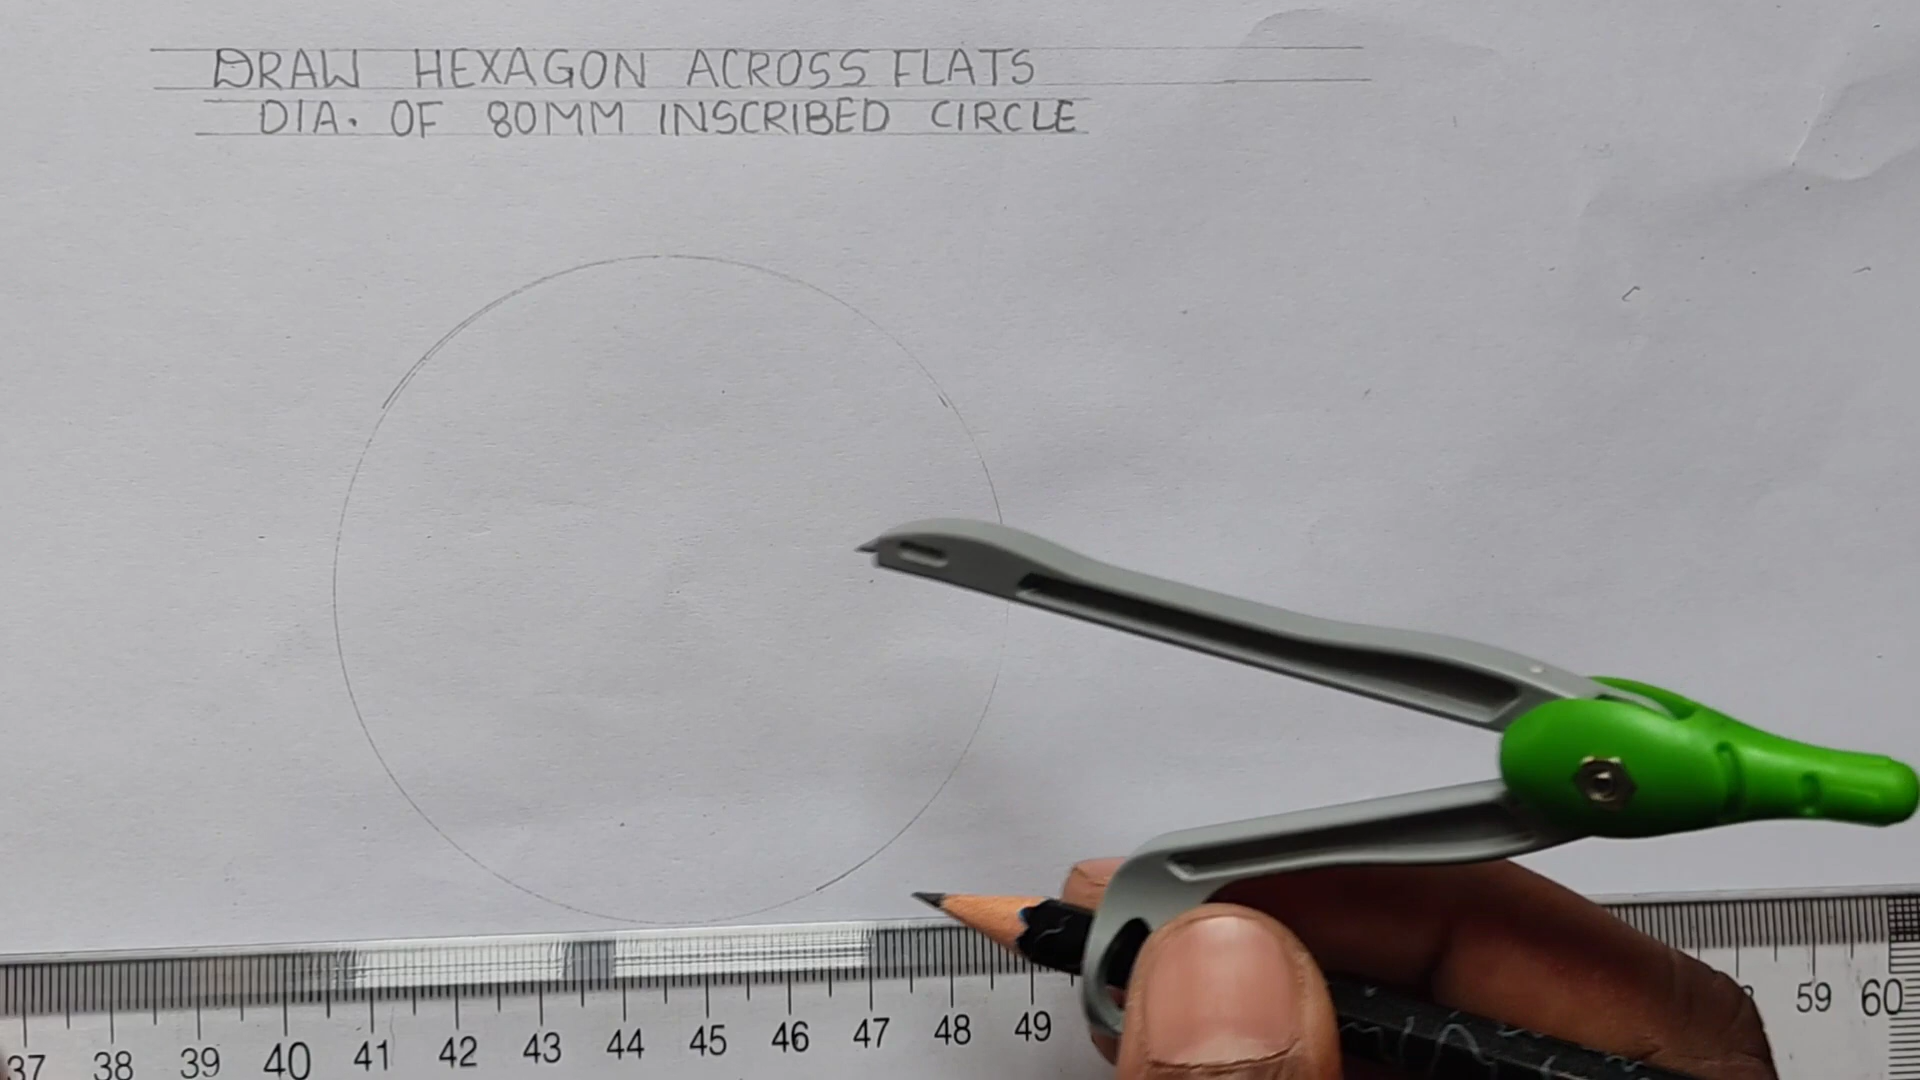 DRAW HEXAGON ACROSS FLATS
DIA. OF 80MM INSCRIBED CIRCLE
37 38 39 40 41 42 43 44 45 46 47 48 49 59 60